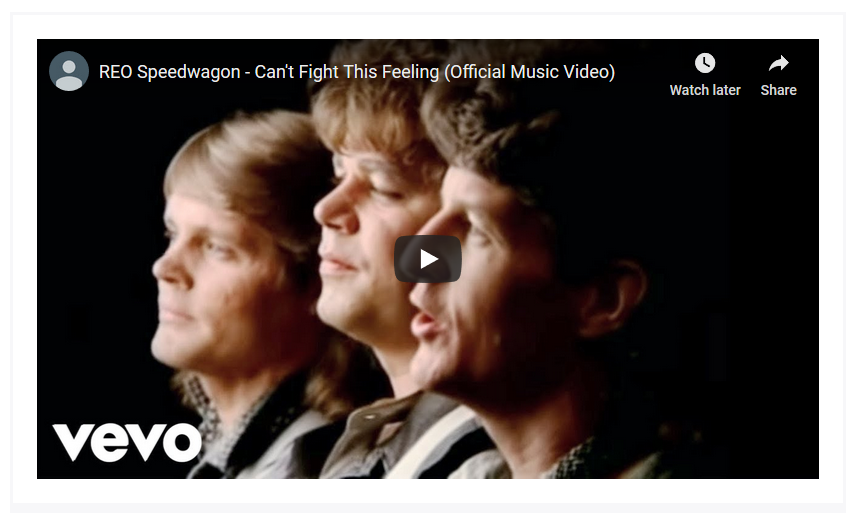 REO Speedwagon - Can't Fight This Feeling (Official Music Video)
Watch later
Share
vevo